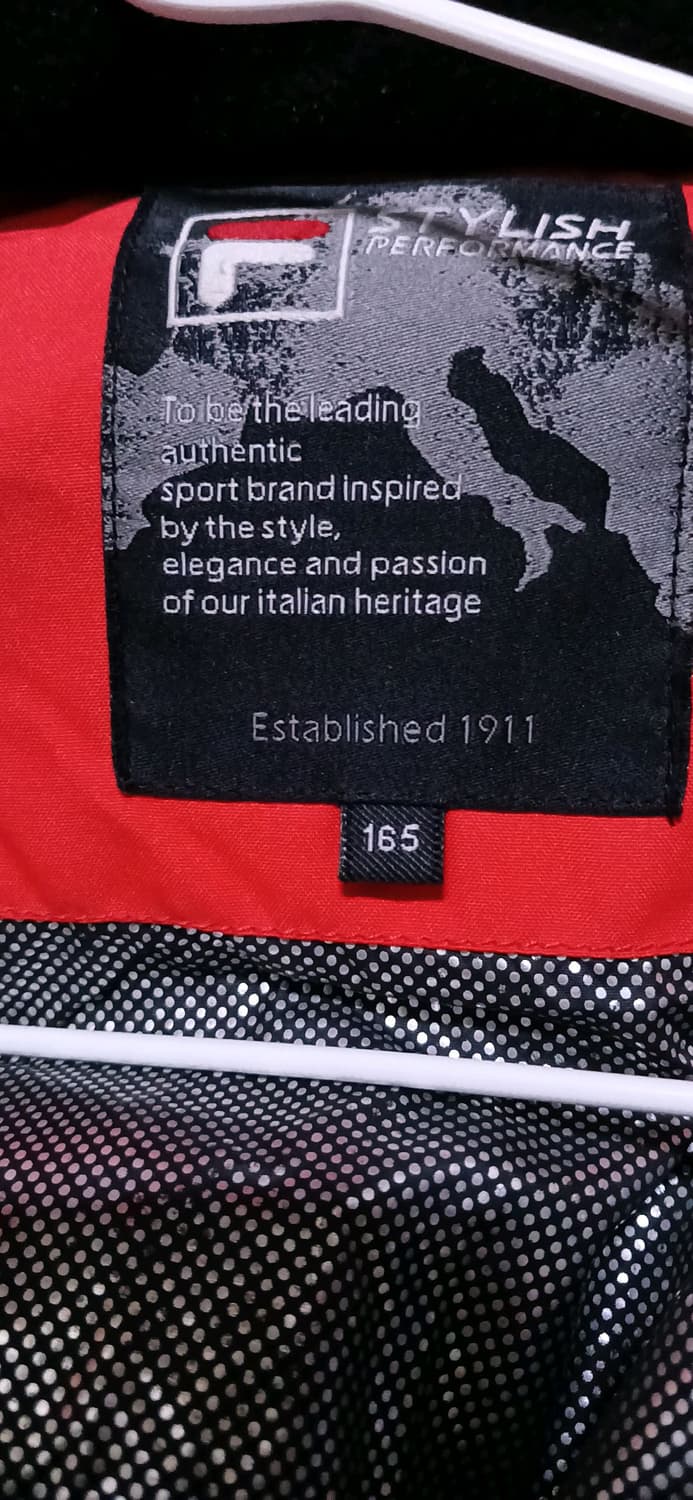 STYLISH
PERFORMANCE
To be the leading
authentic
sport brand inspired
by the style,
elegance and passion
of our italian heritage
Established 1911
165